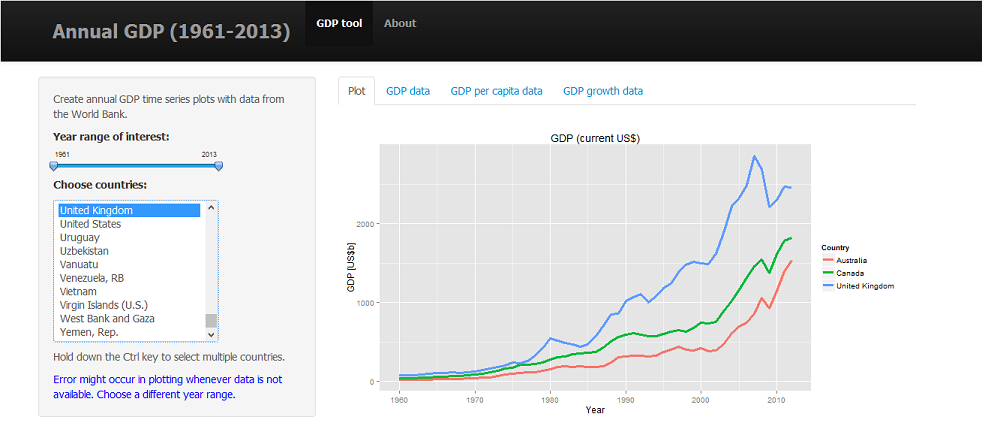 Annual GDP (1961-2013)
GDP tool
About
Create annual GDP time series plots with data from
the World Bank.
Year range of interest:
1961
2013
Choose countries:
United Kingdom
United States
Uruguay
Uzbekistan
Vanuatu
Venezuela, RB
Vietnam
Virgin Islands (U.S.)
West Bank and Gaza
Yemen, Rep.
Hold down the Ctrl key to select multiple countries.
Error might occur in plotting whenever data is not
available. Choose a different year range.
Plot
GDP data
GDP per capita data
GDP growth data
GDP (current US$)
GDP [US$b]
2000
1000
0
1960
1970
1980
1990
2000
2010
Year
Country
Australia
Canada
United Kingdom